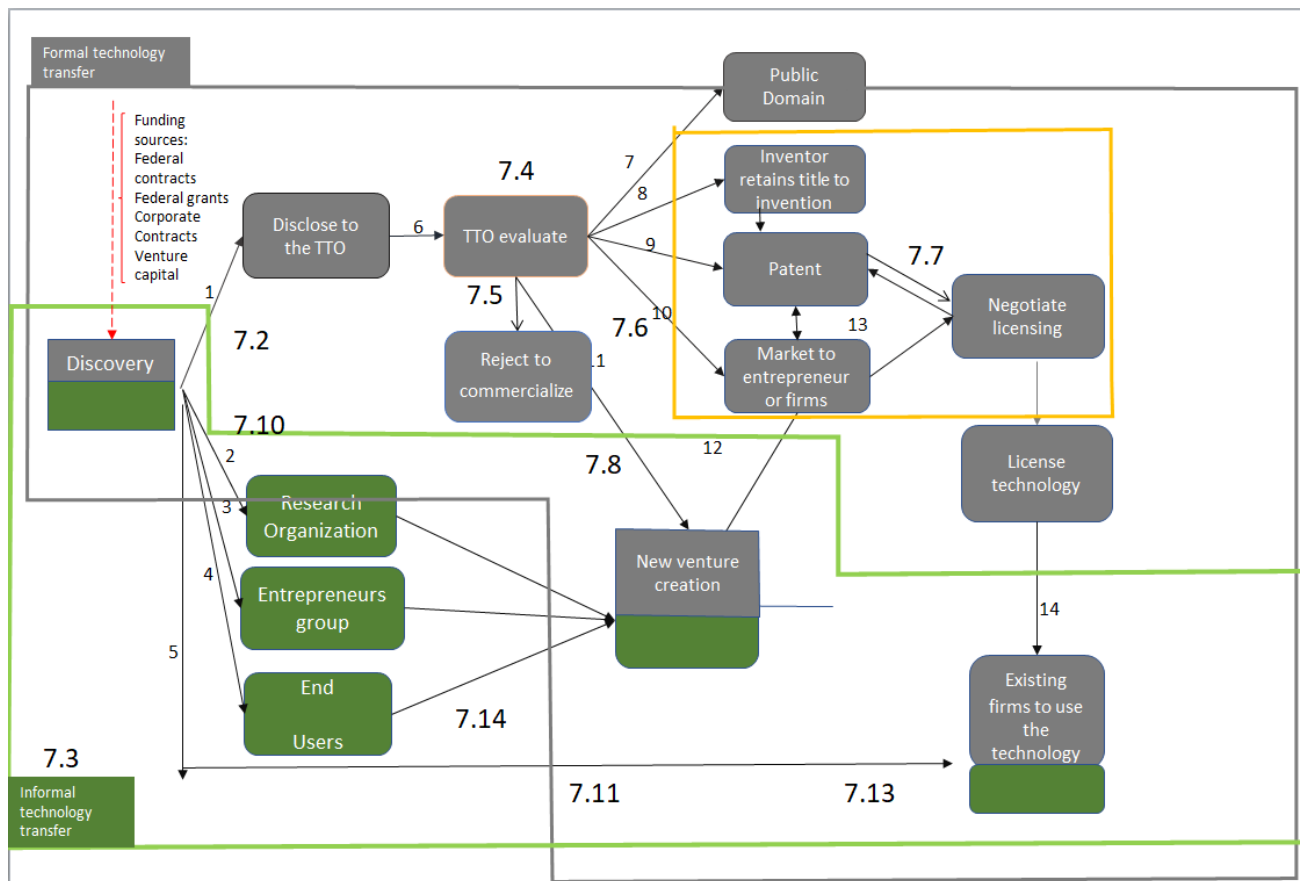 Formal technology
transfer
Public
Domain
Funding
sources:
Federal
contracts
Federal grants
Corporate
Contracts
Venture
capital
7.4
7
8
Inventor
retains title to
invention
Disclose to
the TTO
6
TTO evaluate
9
Patent
7.7
7.5
1
7.2
7.6
10
13
Negotiate
licensing
Discovery
Reject to
commercialize
11
Market to
entrepreneur
or firms
7.10
2
7.8
12
License
technology
3
Research
Organization
4
New venture
creation
Entrepreneurs
group
14
5
End
Users
7.14
Existing
firms to use
the
technology
7.3
7.11
7.13
Informal
technology
transfer